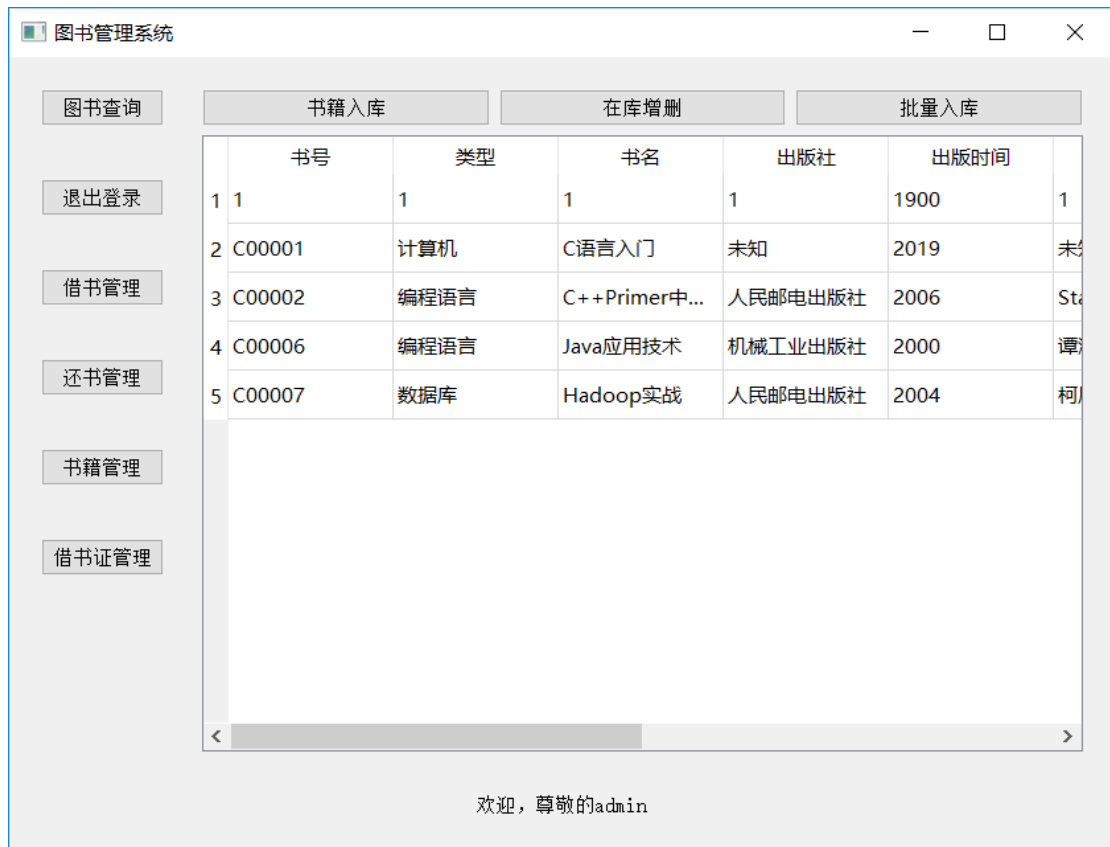 图书管理系统
图书查询 书籍入库 在库增删 批量入库
书号 类型 书名 出版社 出版时间
退出登录
1 1 1 1 1 1900 1
2 C00001 计算机 C语言入门 未知 2019 未
借书管理
3 C00002 编程语言 C++Primer中... 人民邮电出版社 2006 Sta
4 C00006 编程语言 Java应用技术 机械工业出版社 2000 谭
还书管理
5 C00007 数据库 Hadoop实战 人民邮电出版社 2004 柯
书籍管理
借书证管理
欢迎，尊敬的admin